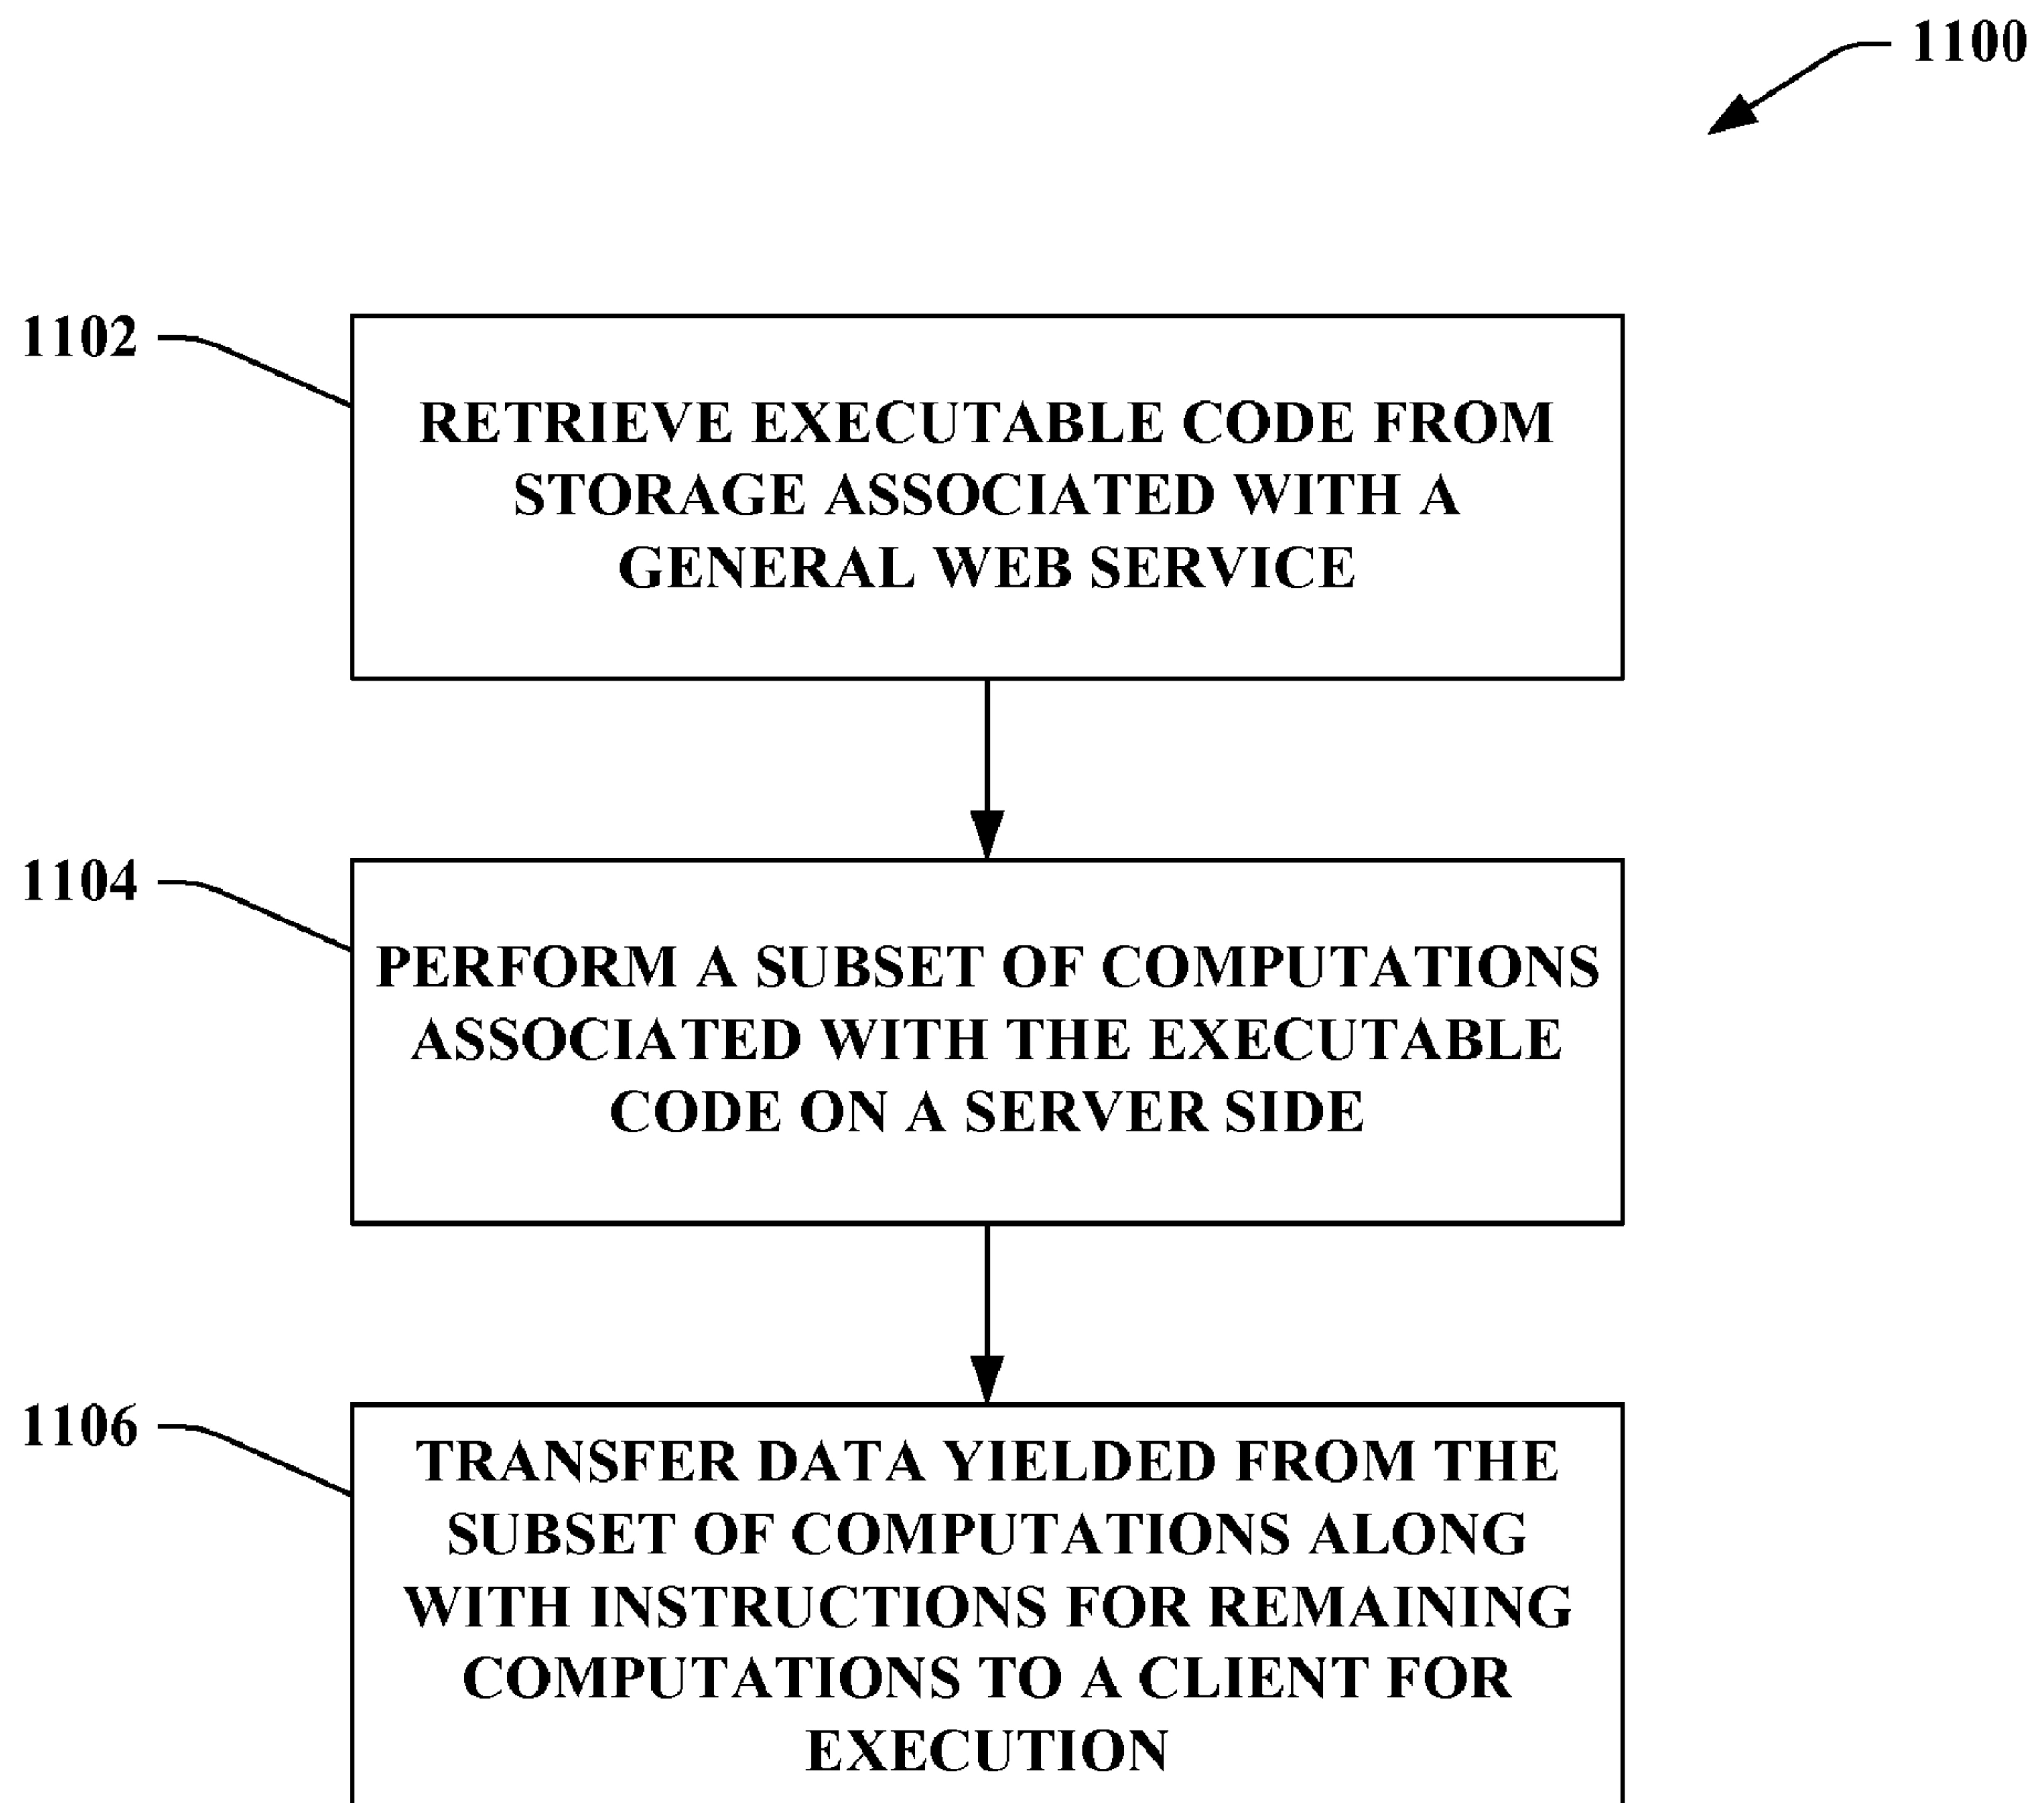 1100
1102
RETRIEVE EXECUTABLE CODE FROM
STORAGE ASSOCIATED WITH A
GENERAL WEB SERVICE
1104
PERFORM A SUBSET OF COMPUTATIONS
ASSOCIATED WITH THE EXECUTABLE
CODE ON A SERVER SIDE
1106
TRANSFER DATA YIELDED FROM THE
SUBSET OF COMPUTATIONS ALONG
WITH INSTRUCTIONS FOR REMAINING
COMPUTATIONS TO A CLIENT FOR
EXECUTION